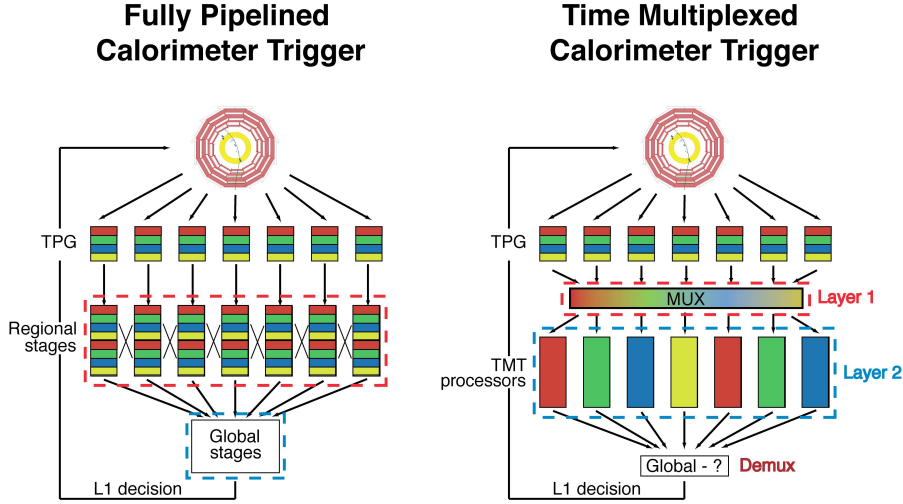 Fully Pipelined
Calorimeter Trigger
TPG
Regional
stages
Global
stages
L1 decision
Time Multiplexed
Calorimeter Trigger
TPG
MUX
Layer 1
TMT
processors
Layer 2
Global - ?
Demux
L1 decision